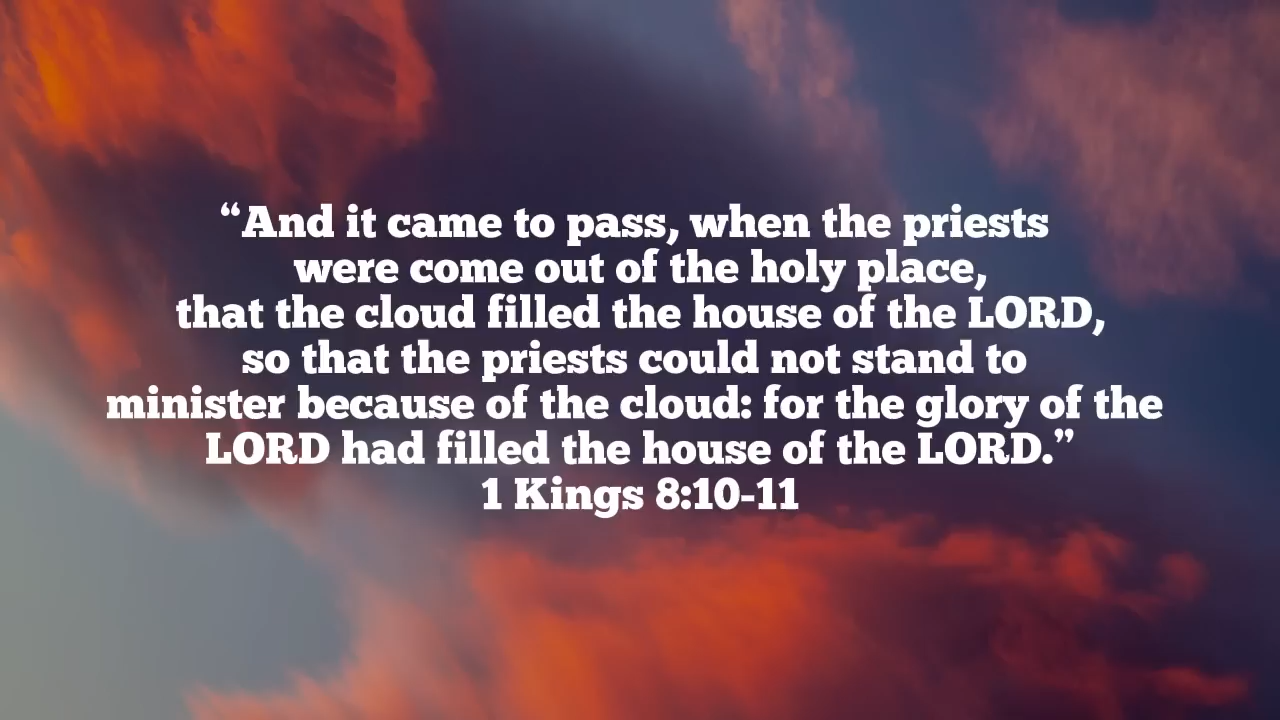 “And it came to pass, when the priests
were come out of the holy place,
that the cloud filled the house of the LORD,
so that the priests could not stand to
minister because of the cloud: for the glory of the
LORD had filled the house of the LORD.”
1 Kings 8:10-11